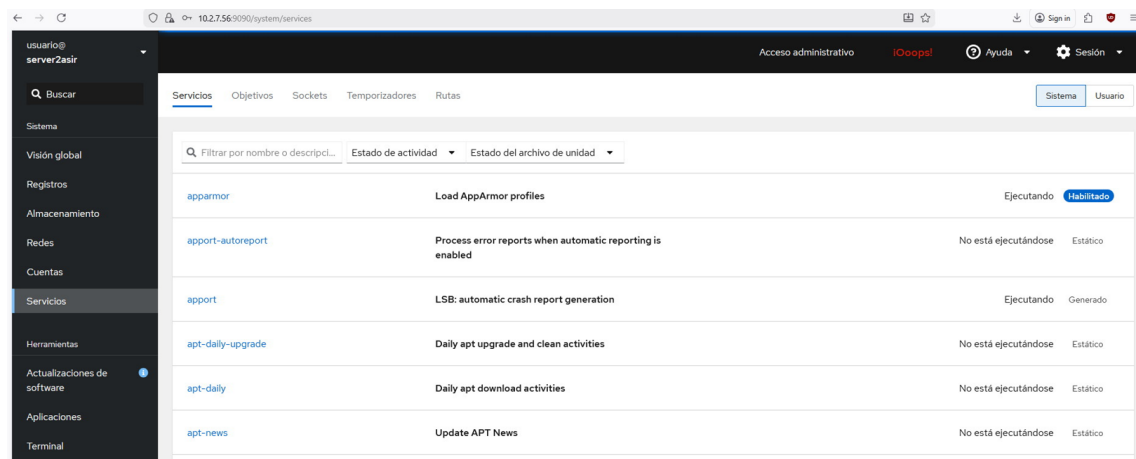 10.2.7.56:9090/system/services
Sign in
usuario@
server2asir
Acceso administrativo
¡Ooops!
Ayuda
Sesión
Buscar
Servicios
Objetivos
Sockets
Temporizadores
Rutas
Sistema
Usuario
Sistema
Visión global
Registros
Almacenamiento
Redes
Cuentas
Servicios
Herramientas
Actualizaciones de
software
Aplicaciones
Terminal
Filtrar por nombre o descripci...
Estado de actividad
Estado del archivo de unidad
apparmor
Load AppArmor profiles
Ejecutando
Habilitado
apport-autoreport
Process error reports when automatic reporting is
enabled
No está ejecutándose
Estático
apport
LSB: automatic crash report generation
Ejecutando
Generado
apt-daily-upgrade
Daily apt upgrade and clean activities
No está ejecutándose
Estático
apt-daily
Daily apt download activities
No está ejecutándose
Estático
apt-news
Update APT News
No está ejecutándose
Estático